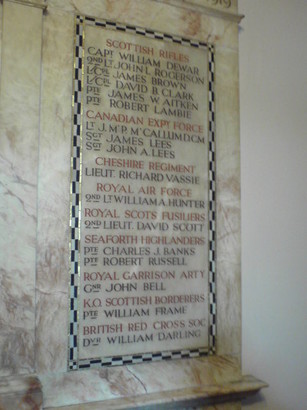 1919
SCOTTISH RIFLES
CAPT WILLIAM DEWAR
2ND LT JOHN L. ROGERSON
L/CPL JAMES BROWN
L/CPL DAVID B. CLARK
PTE JAMES W. AITKEN
PTE ROBERT LAMBIE
CANADIAN EXPT FORCE
LT J. McP. McCALLUM. D.C.M
SGT JAMES LEES
SGT JOHN A. LEES
CHESHIRE REGIMENT
LIEUT. RICHARD VASSIE
ROYAL AIR FORCE
2ND LT WILLIAM A. HUNTER
ROYAL SCOTS FUSILIERS
2ND LIEUT. DAVID SCOTT
SEAFORTH HIGHLANDERS
PTE CHARLES J. BANKS
PTE ROBERT RUSSELL
ROYAL GARRISON ARTY
GNR JOHN BELL
K.O. SCOTTISH BORDERERS
PTE WILLIAM FRAME
BRITISH RED CROSS SOC
DVR WILLIAM DARLING